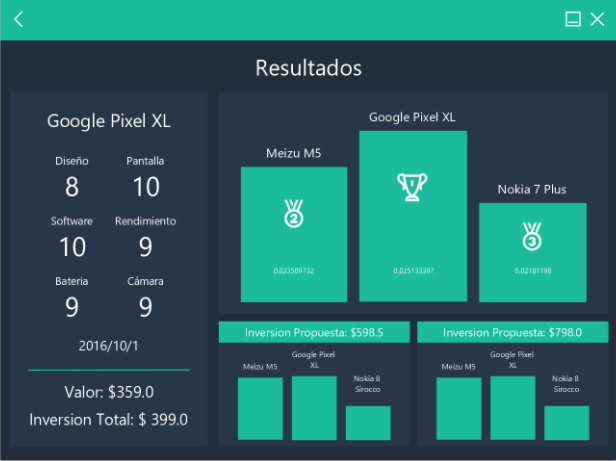 Resultados
Google Pixel XL
Diseño Pantalla
8 10
Software Rendimiento
10 9
Bateria Cámara
9 9
2016/10/1
Valor: $359.0
Inversion Total: $ 399.0
Google Pixel XL
1
Meizu M5
2
Nokia 7 Plus
3
0.023509732
0.025133397
0.02181198
Inversion Propuesta: $598.5
Meizu M5
Google Pixel
XL
Nokia 8
Sirocco
Inversion Propuesta: $798.0
Meizu M5
Google Pixel
XL
Nokia 8
Sirocco